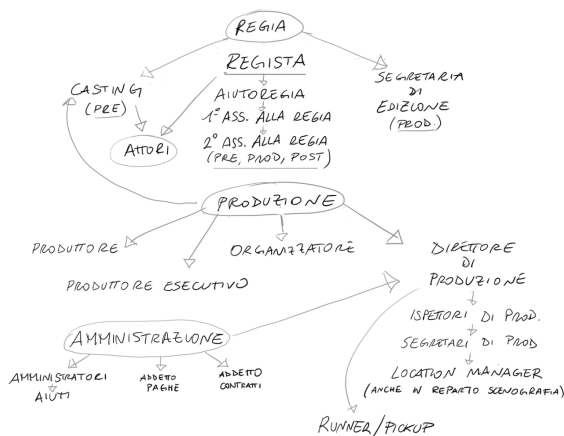 REGIA
REGISTA
CASTING
(PRE)
ATTORI
AIUTOREGIA
1° ASS. ALLA REGIA
2° ASS. ALLA REGIA
(PRE, PROD, POST)
SEGRETARIA
DI
EDIZIONE
(PROD.)
PRODUZIONE
PRODUTTORE
PRODUTTORE ESECUTIVO
ORGANIZZATORE
DIRETTORE
DI
PRODUZIONE
ISPETTORI DI PROD.
SEGRETARI DI PROD
LOCATION MANAGER
(ANCHE IN REPARTO SCENOGRAFIA)
RUNNER/PICKUP
AMMINISTRAZIONE
AMMINISTRATORI
AIUTI
ADDETTO
PAGHE
ADDETTO
CONTRATTI